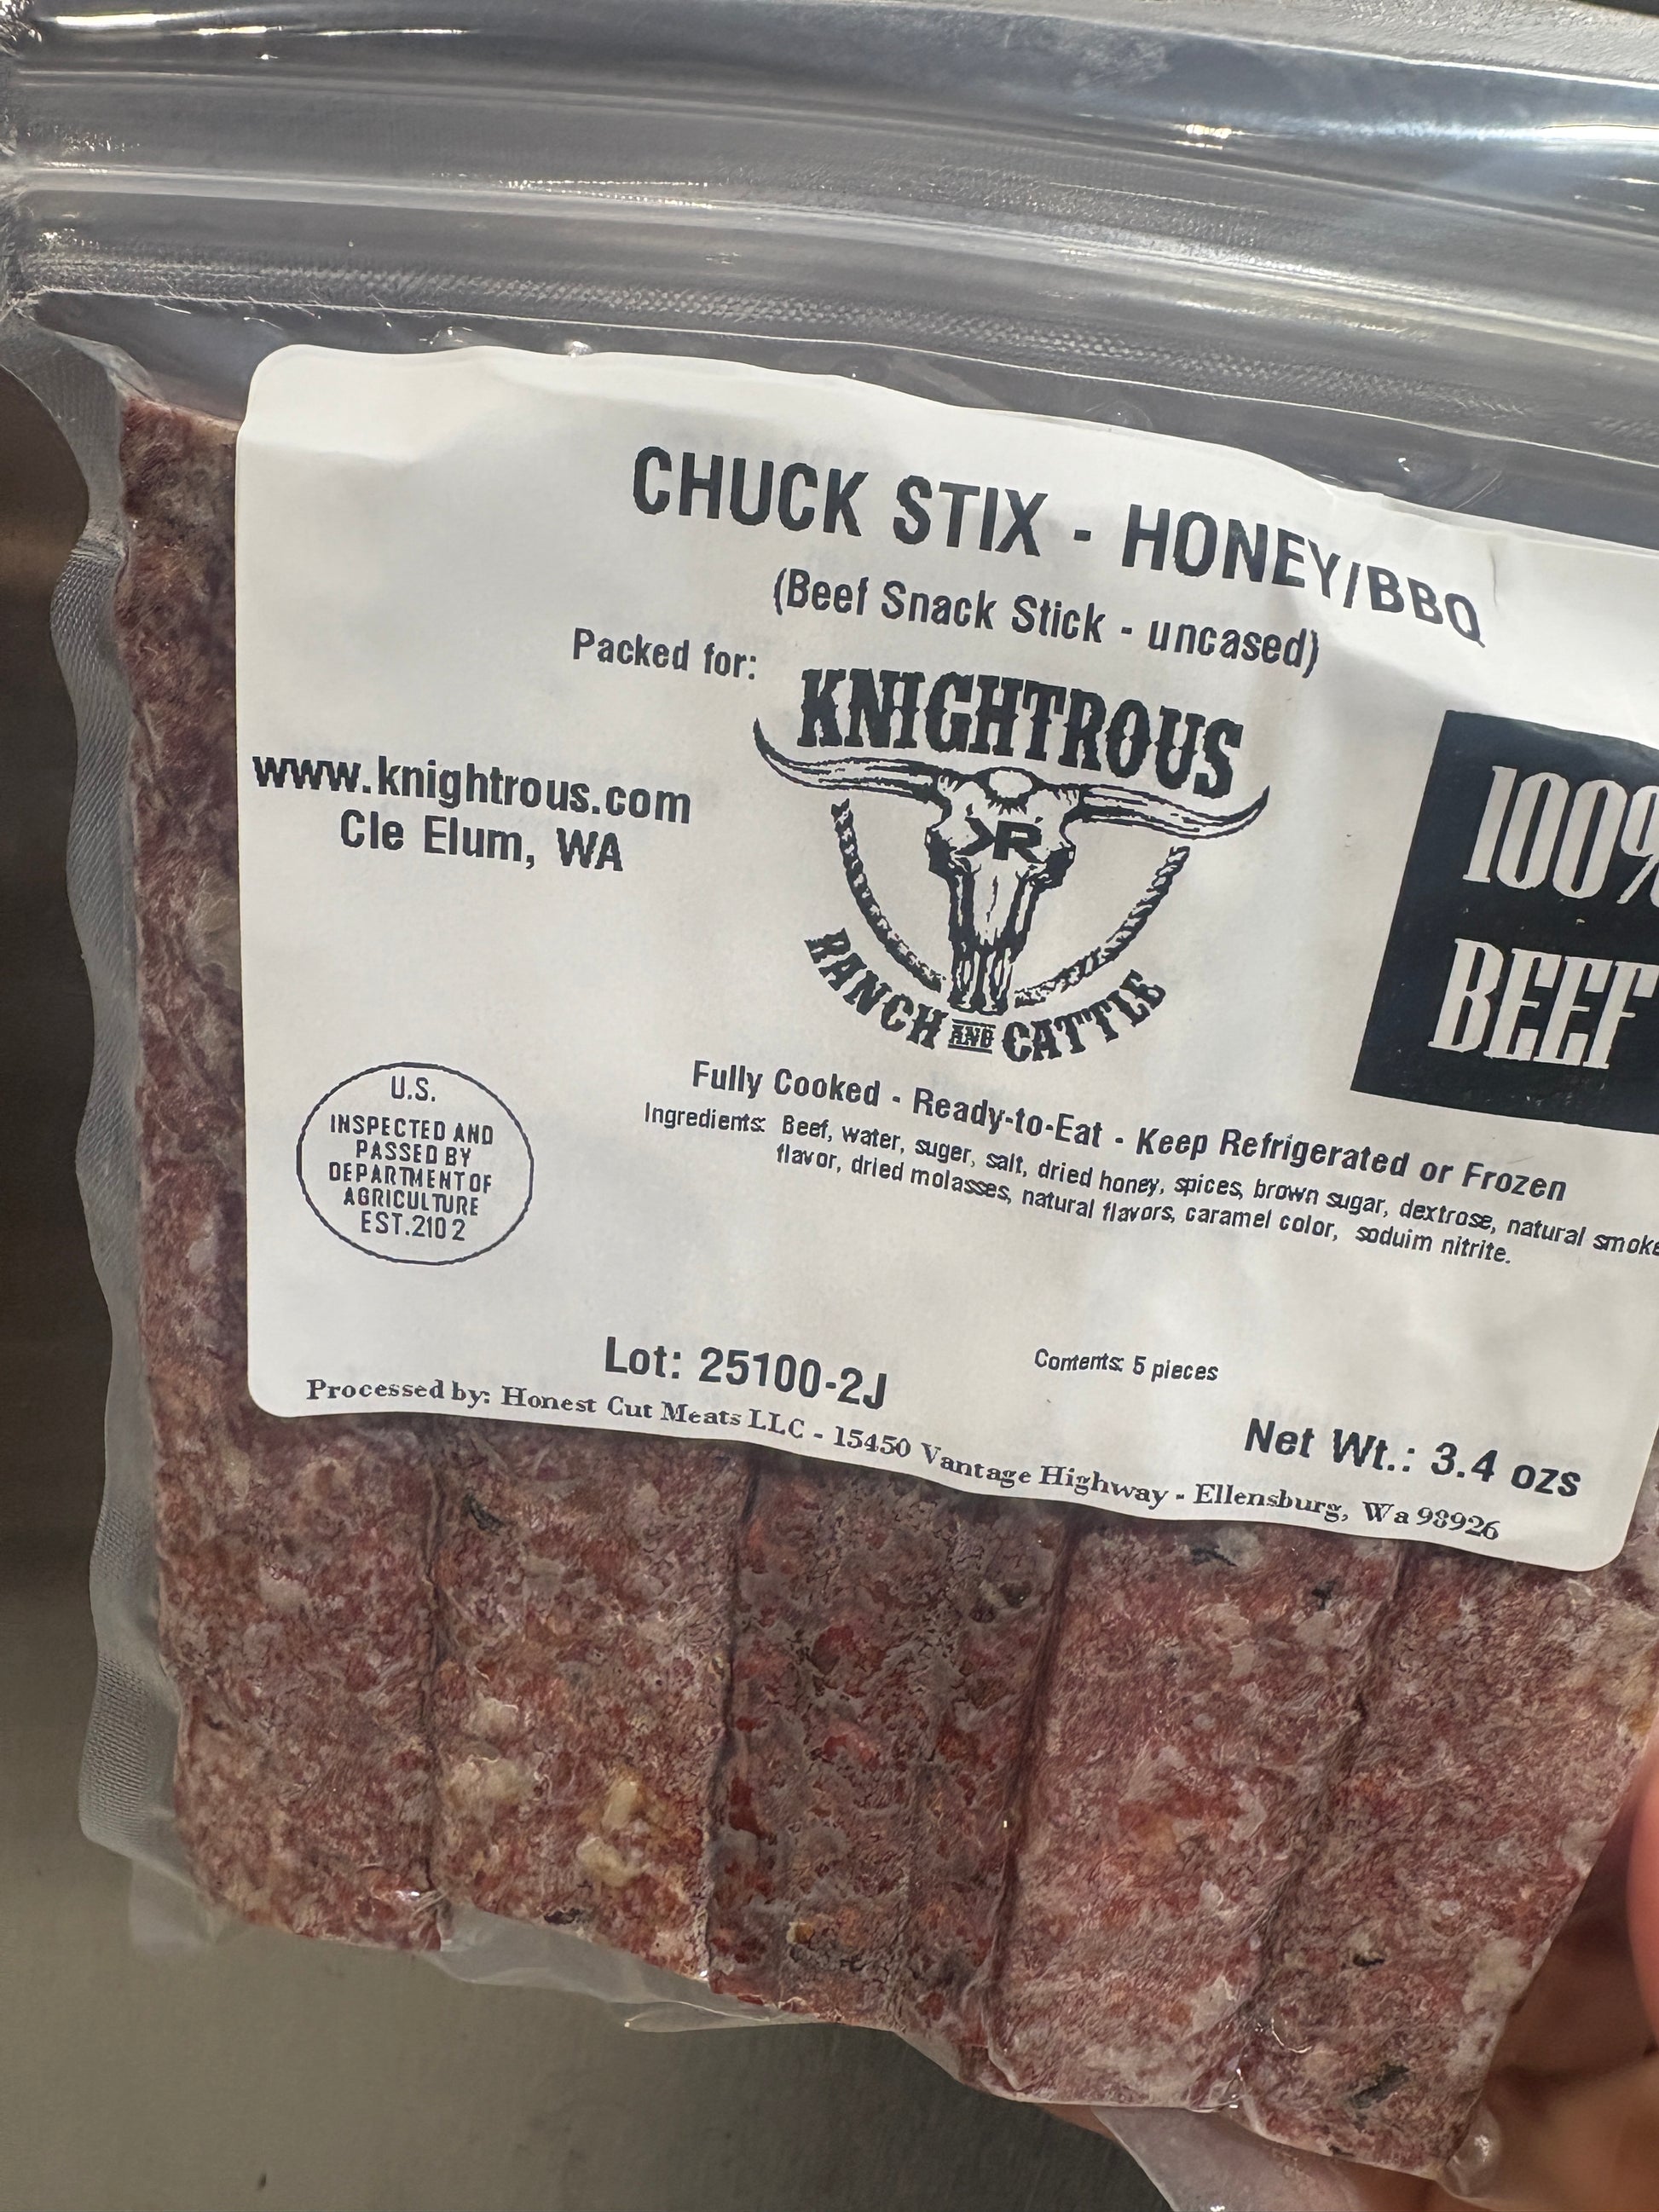 CHUCK STIX - HONEY/BBQ
(Beef Snack Stick - uncased)
Packed for:
KNIGHTROUS
KR
RANCH AND CATTLE
www.knightrous.com
Cle Elum, WA
100%
BEEF
U.S.
INSPECTED AND
PASSED BY
DEPARTMENT OF
AGRICULTURE
EST.2102
Fully Cooked - Ready-to-Eat - Keep Refrigerated or Frozen
Ingredients: Beef, water, suger, salt, dried honey, spices, brown sugar, dextrose, natural smoke
flavor, dried molasses, natural flavors, caramel color, soduim nitrite.
Lot: 25100-2J
Contents: 5 pieces
Net Wt.: 3.4 ozs
Processed by: Honest Cut Meats LLC - 15450 Vantage Highway - Ellensburg, Wa 98926